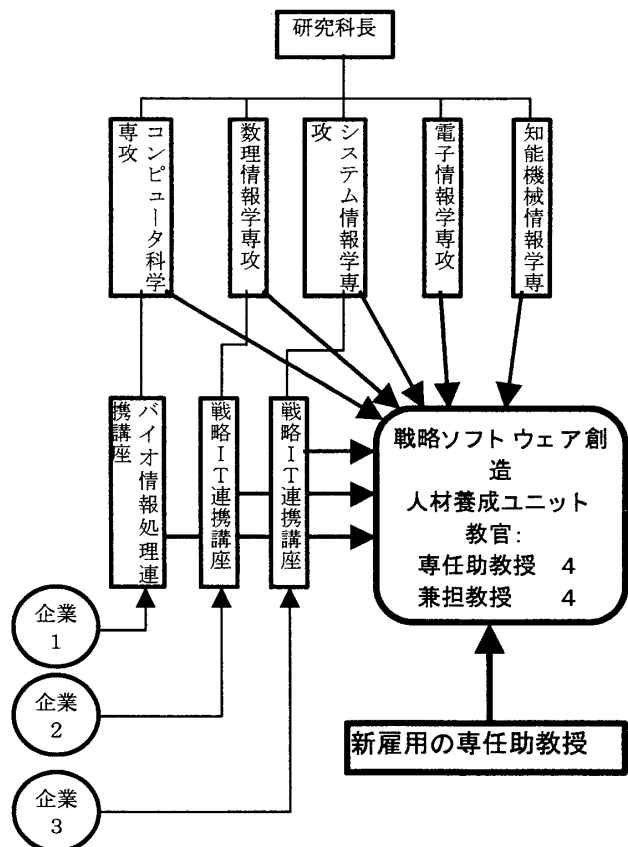 研究科長
コンピュータ科学
専攻
数理情報学専攻
システム情報学専
攻
電子情報学専攻
知能機械情報学専
バイオ情報処理連
携講座
戦略IT連携講座
戦略IT連携講座
戦略ソフトウェア創
造
人材養成ユニット
教官：
専任助教授 4
兼担教授 4
企業
1
企業
2
企業
3
新雇用の専任助教授